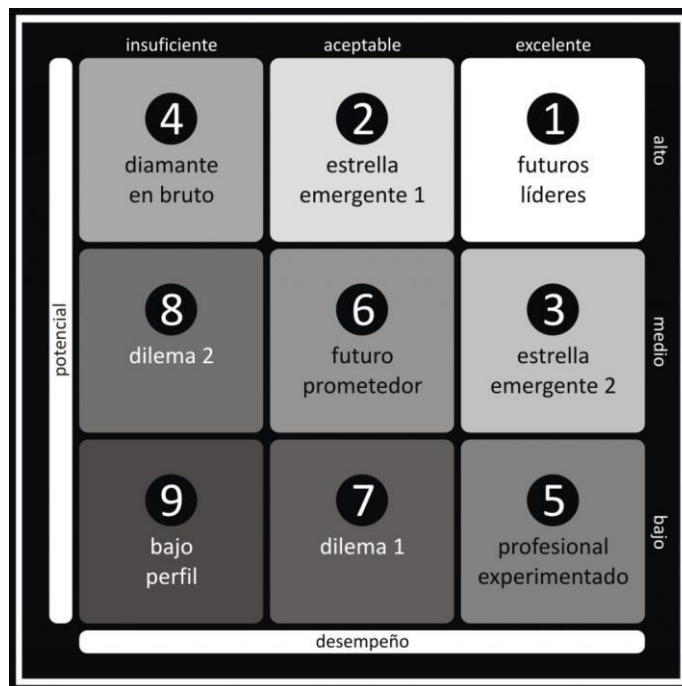 insuficiente aceptable excelente
4
diamante
en bruto
2
estrella
emergente 1
1
futuros
líderes
alto
potencial
8
dilema 2
6
futuro
prometedor
3
estrella
emergente 2
medio
9
bajo
perfil
7
dilema 1
5
profesional
experimentado
bajo
desempeño